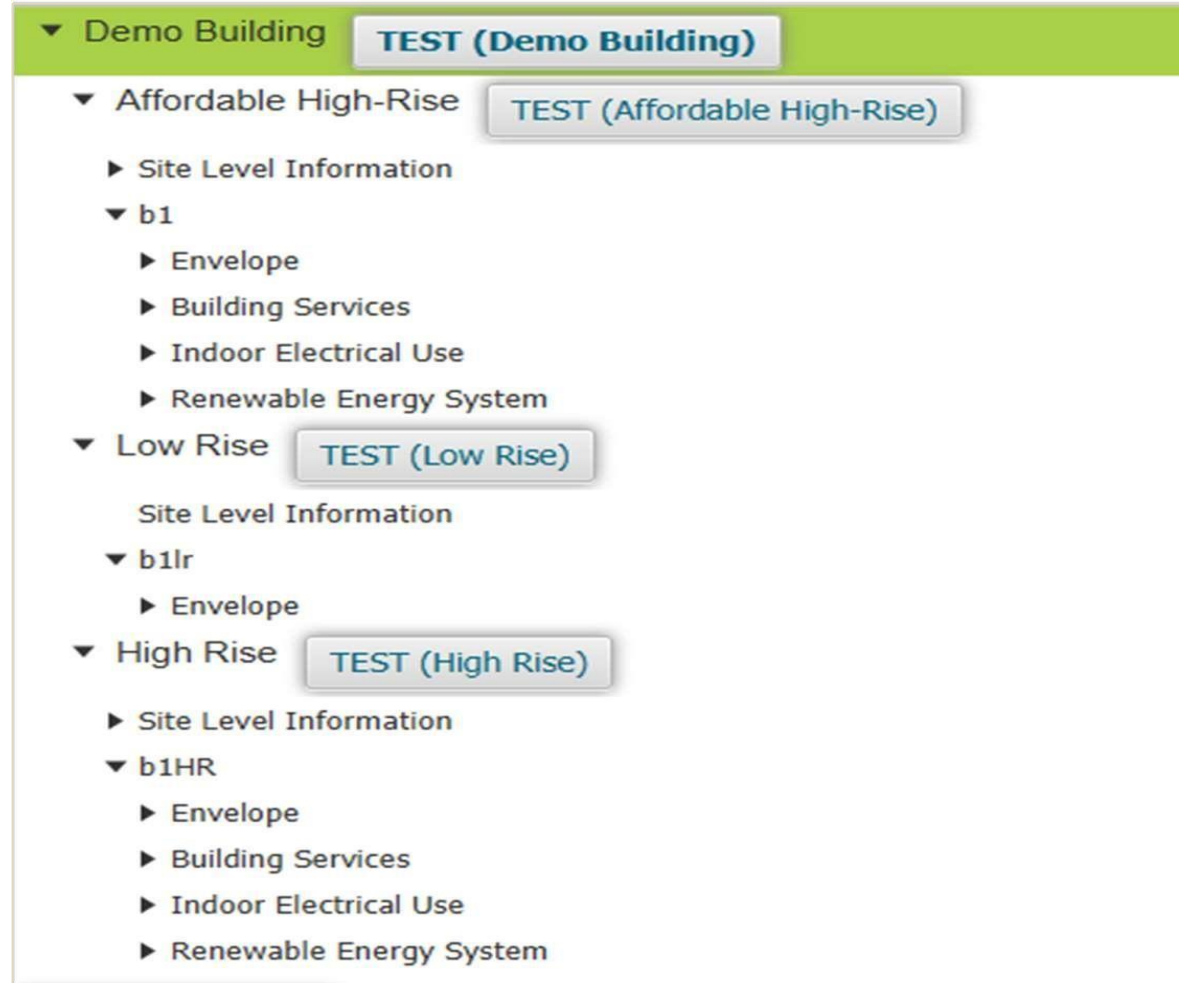 Demo Building TEST (Demo Building)
Affordable High-Rise TEST (Affordable High-Rise)
Site Level Information
b1
Envelope
Building Services
Indoor Electrical Use
Renewable Energy System
Low Rise TEST (Low Rise)
Site Level Information
b1lr
Envelope
High Rise TEST (High Rise)
Site Level Information
b1HR
Envelope
Building Services
Indoor Electrical Use
Renewable Energy System